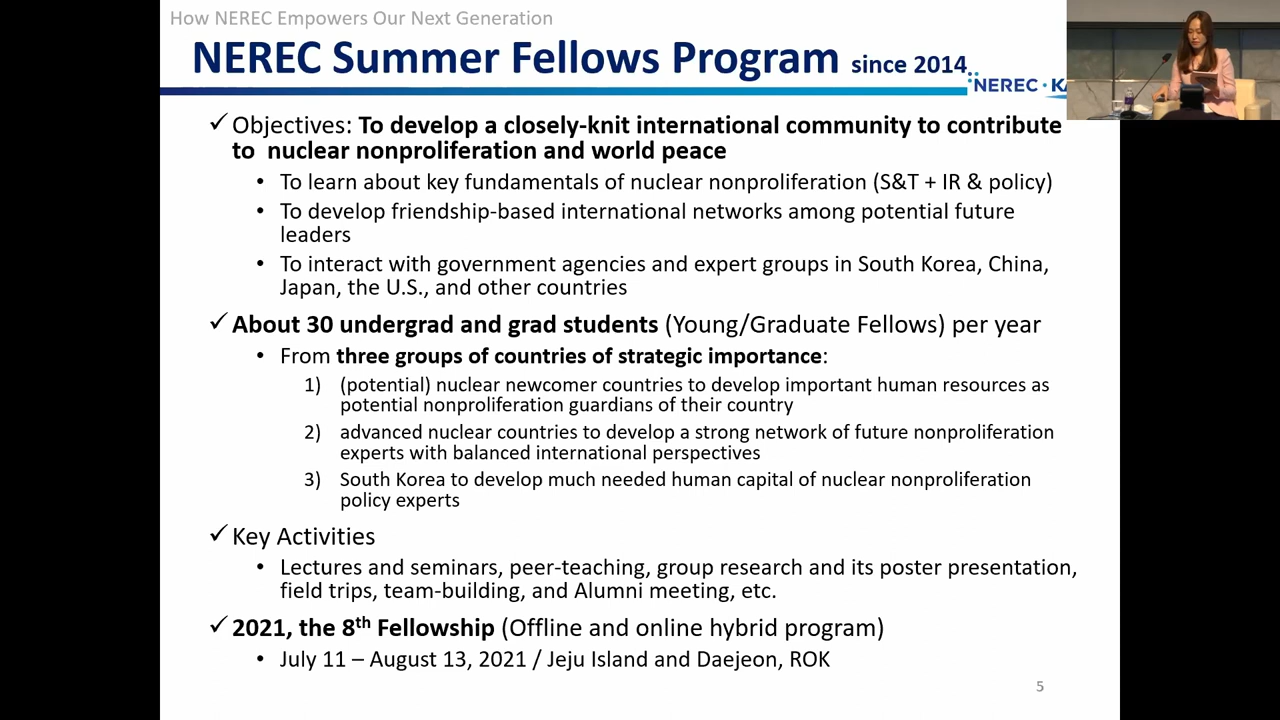 How NEREC Empowers Our Next Generation
NEREC Summer Fellows Program since 2014
NEREC · KA
✓ Objectives: To develop a closely-knit international community to contribute
to nuclear nonproliferation and world peace
• To learn about key fundamentals of nuclear nonproliferation (S&T + IR & policy)
• To develop friendship-based international networks among potential future
leaders
• To interact with government agencies and expert groups in South Korea, China,
Japan, the U.S., and other countries
✓ About 30 undergrad and grad students (Young/Graduate Fellows) per year
• From three groups of countries of strategic importance:
1) (potential) nuclear newcomer countries to develop important human resources as
potential nonproliferation guardians of their country
2) advanced nuclear countries to develop a strong network of future nonproliferation
experts with balanced international perspectives
3) South Korea to develop much needed human capital of nuclear nonproliferation
policy experts
✓ Key Activities
• Lectures and seminars, peer-teaching, group research and its poster presentation,
field trips, team-building, and Alumni meeting, etc.
✓ 2021, the 8th Fellowship (Offline and online hybrid program)
• July 11 – August 13, 2021 / Jeju Island and Daejeon, ROK
5